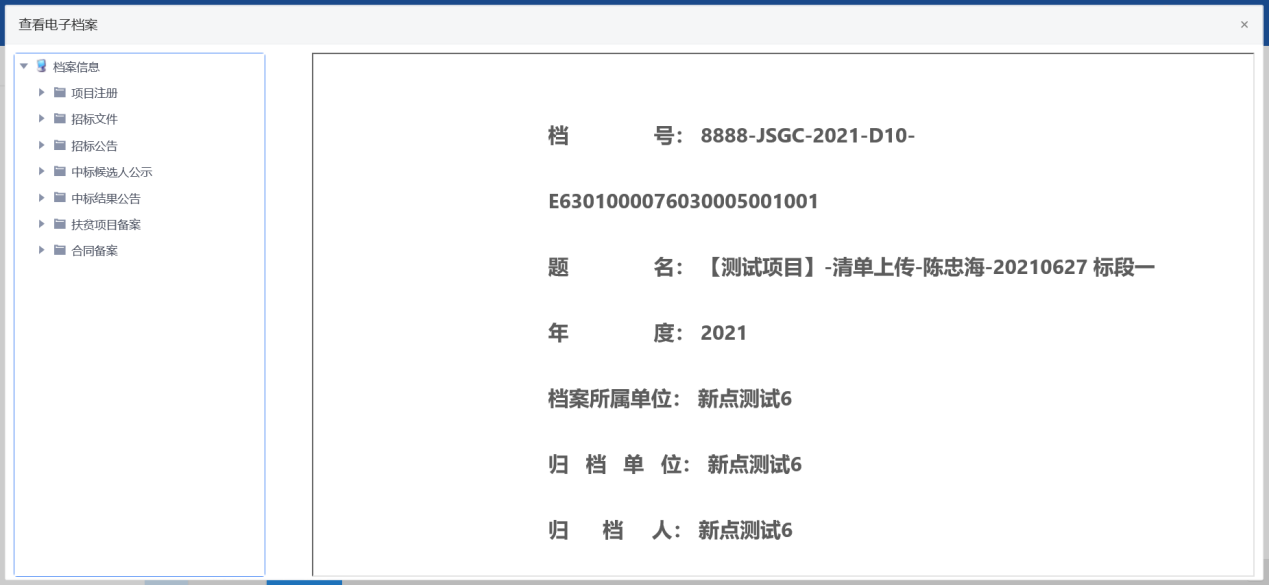 查看电子档案
×
档案信息
项目注册
招标文件
招标公告
中标候选人公示
中标结果公告
扶贫项目备案
合同备案
档 号： 8888-JSGC-2021-D10-
E6301000076030005001001
题 名： 【测试项目】-清单上传-陈忠海-20210627 标段一
年 度： 2021
档案所属单位： 新点测试6
归 档 单 位： 新点测试6
归 档 人： 新点测试6